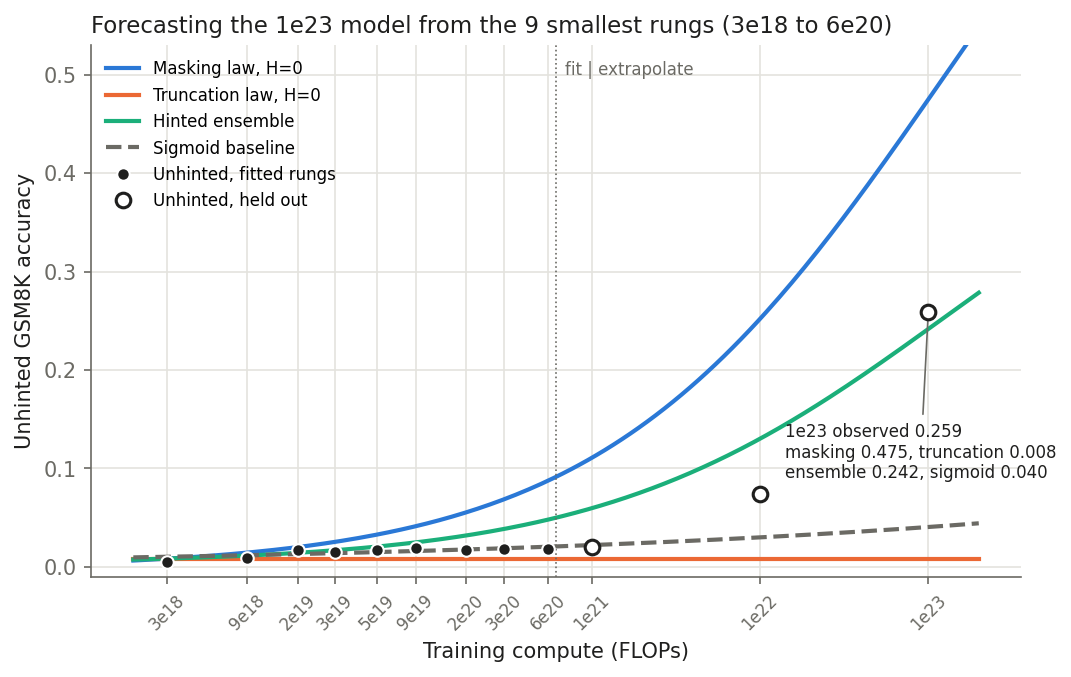 Forecasting the 1e23 model from the 9 smallest rungs (3e18 to 6e20)
Unhinted GSM8K accuracy
0.5
0.4
0.3
0.2
0.1
0.0
Masking law, H=0
Truncation law, H=0
Hinted ensemble
Sigmoid baseline
Unhinted, fitted rungs
Unhinted, held out
fit | extrapolate
1e23 observed 0.259
masking 0.475, truncation 0.008
ensemble 0.242, sigmoid 0.040
3e18
9e18
2e19
3e19
5e19
9e19
2e20
3e20
6e20
1e21
1e22
1e23
Training compute (FLOPs)